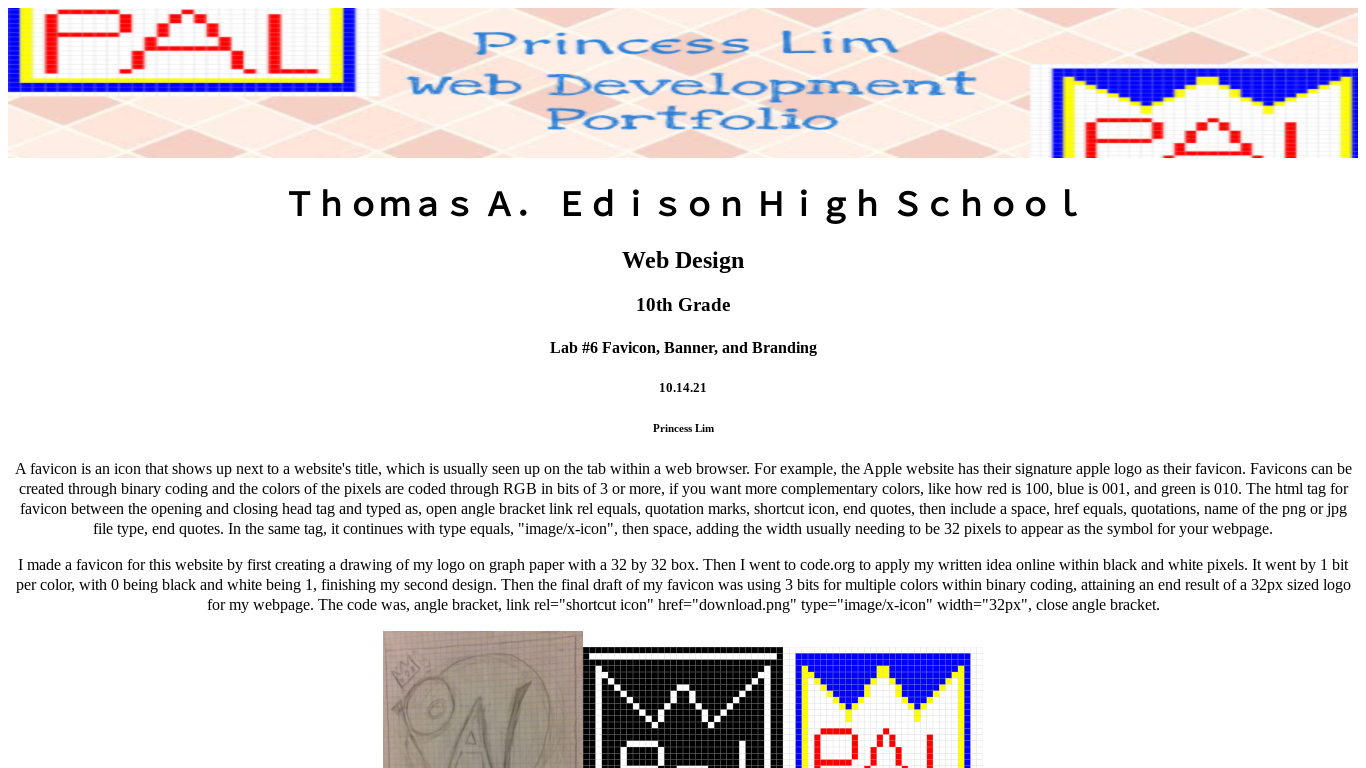 PAL
Princess Lim
Web Development
Portfolio
PAL
Thomas A. Edison High School
Web Design
10th Grade
Lab #6 Favicon, Banner, and Branding
10.14.21
Princess Lim
A favicon is an icon that shows up next to a website's title, which is usually seen up on the tab within a web browser. For example, the Apple website has their signature apple logo as their favicon. Favicons can be
created through binary coding and the colors of the pixels are coded through RGB in bits of 3 or more, if you want more complementary colors, like how red is 100, blue is 001, and green is 010. The html tag for
favicon between the opening and closing head tag and typed as, open angle bracket link rel equals, quotation marks, shortcut icon, end quotes, then include a space, href equals, quotations, name of the png or jpg
file type, end quotes. In the same tag, it continues with type equals, "image/x-icon", then space, adding the width usually needing to be 32 pixels to appear as the symbol for your webpage.
I made a favicon for this website by first creating a drawing of my logo on graph paper with a 32 by 32 box. Then I went to code.org to apply my written idea online within black and white pixels. It went by 1 bit
per color, with 0 being black and white being 1, finishing my second design. Then the final draft of my favicon was using 3 bits for multiple colors within binary coding, attaining an end result of a 32px sized logo
for my webpage. The code was, angle bracket, link rel="shortcut icon" href="download.png" type="image/x-icon" width="32px", close angle bracket.
PAL